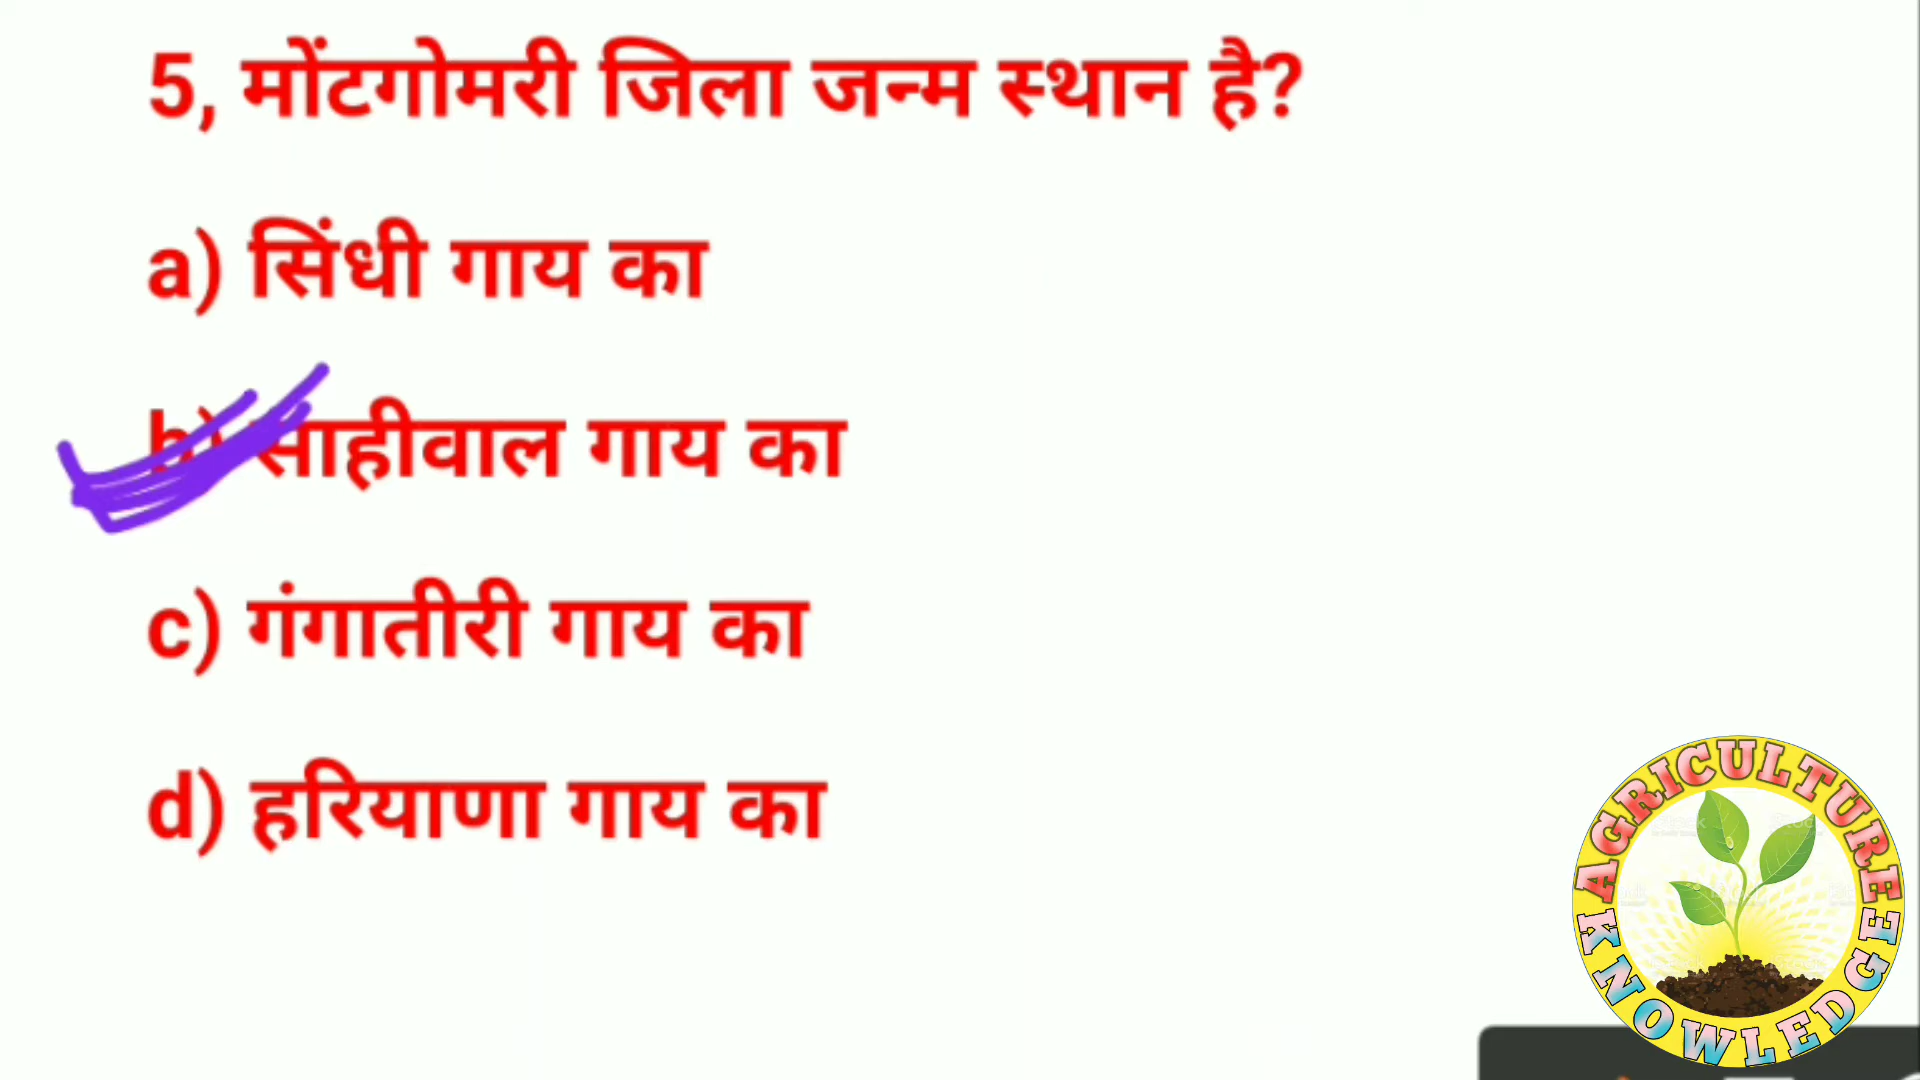 5, मोंटगोमरी जिला जन्म स्थान है?
a) सिंधी गाय का
b) साहीवाल गाय का
c) गंगातीरी गाय का
d) हरियाणा गाय का
AGRICULTURE
KNOWLEDGE